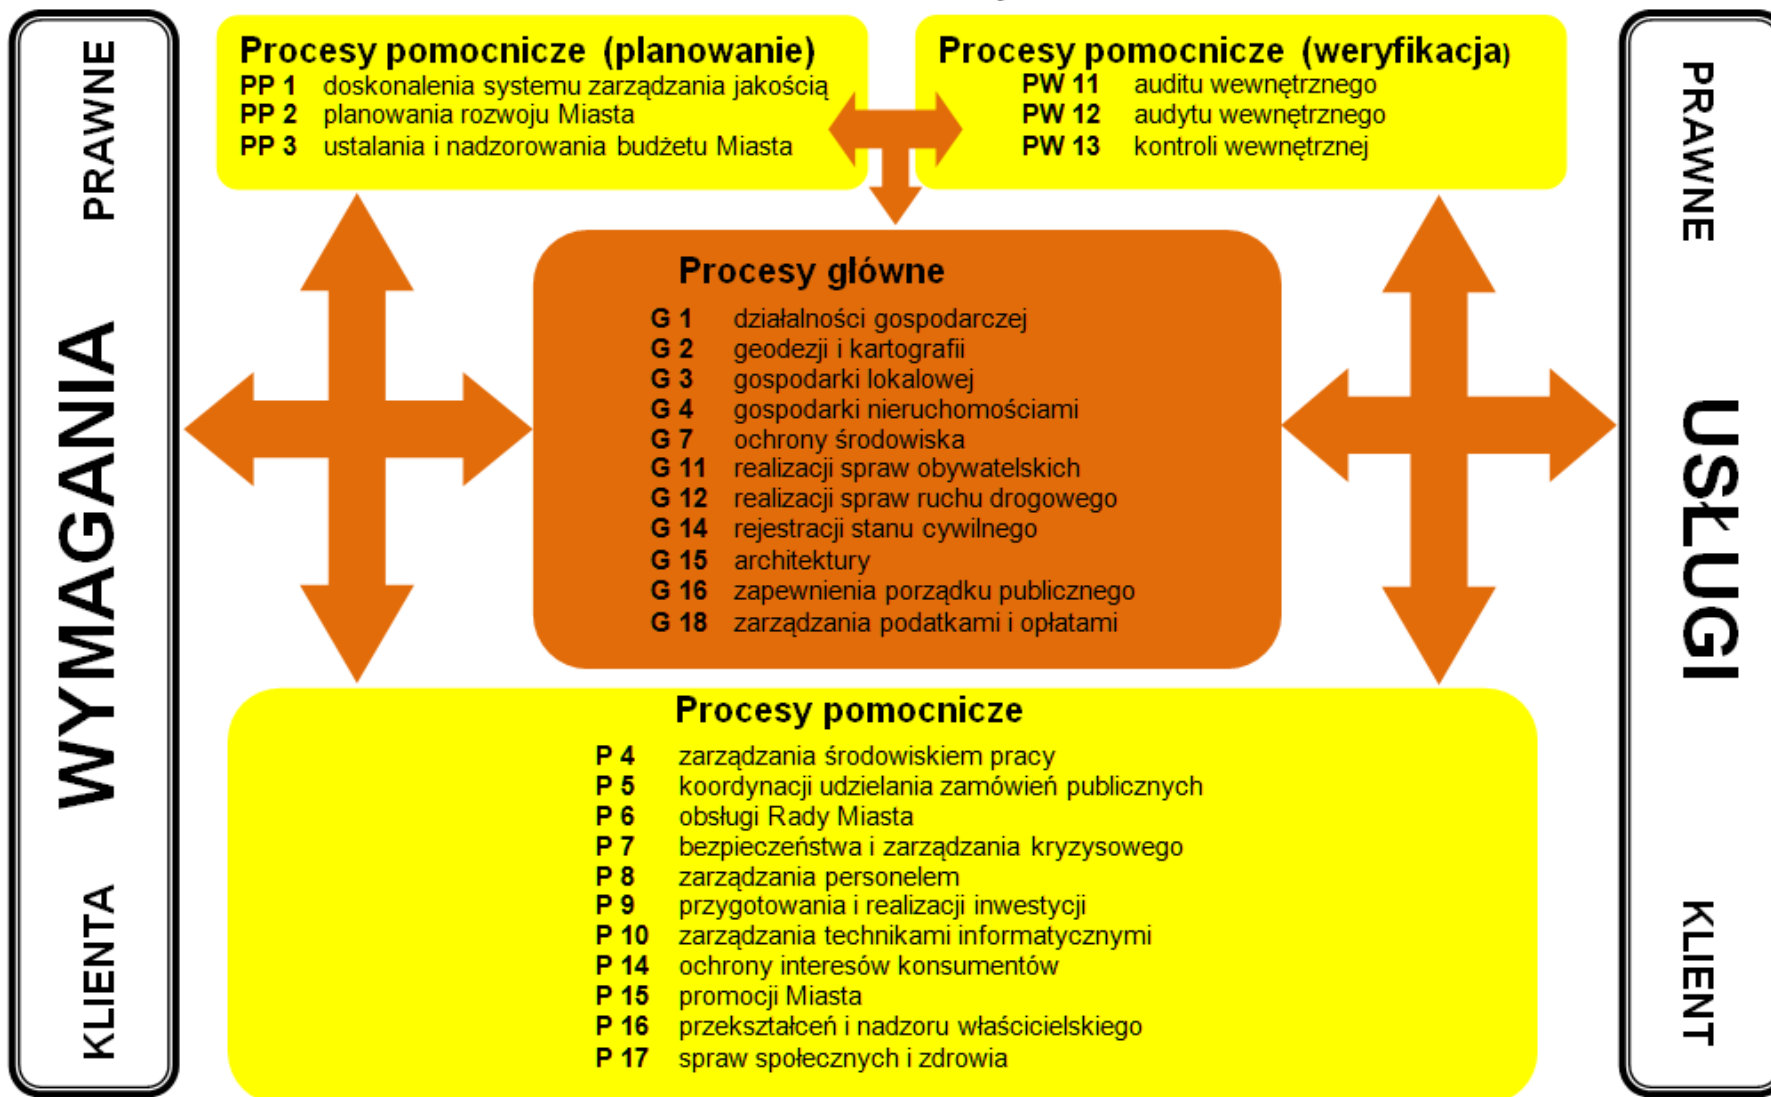 WYMAGANIA
PRAWNE
KLIENTA
Procesy pomocnicze (planowanie)
PP 1 doskonalenia systemu zarządzania jakością
PP 2 planowania rozwoju Miasta
PP 3 ustalania i nadzorowania budżetu Miasta
Procesy pomocnicze (weryfikacja)
PW 11 auditu wewnętrznego
PW 12 audytu wewnętrznego
PW 13 kontroli wewnętrznej
Procesy główne
G 1 działalności gospodarczej
G 2 geodezji i kartografii
G 3 gospodarki lokalowej
G 4 gospodarki nieruchomościami
G 7 ochrony środowiska
G 11 realizacji spraw obywatelskich
G 12 realizacji spraw ruchu drogowego
G 14 rejestracji stanu cywilnego
G 15 architektury
G 16 zapewnienia porządku publicznego
G 18 zarządzania podatkami i opłatami
Procesy pomocnicze
P 4 zarządzania środowiskiem pracy
P 5 koordynacji udzielania zamówień publicznych
P 6 obsługi Rady Miasta
P 7 bezpieczeństwa i zarządzania kryzysowego
P 8 zarządzania personelem
P 9 przygotowania i realizacji inwestycji
P 10 zarządzania technikami informatycznymi
P 14 ochrony interesów konsumentów
P 15 promocji Miasta
P 16 przekształceń i nadzoru właścicielskiego
P 17 spraw społecznych i zdrowia
PRAWNE
USŁUGI
KLIENT